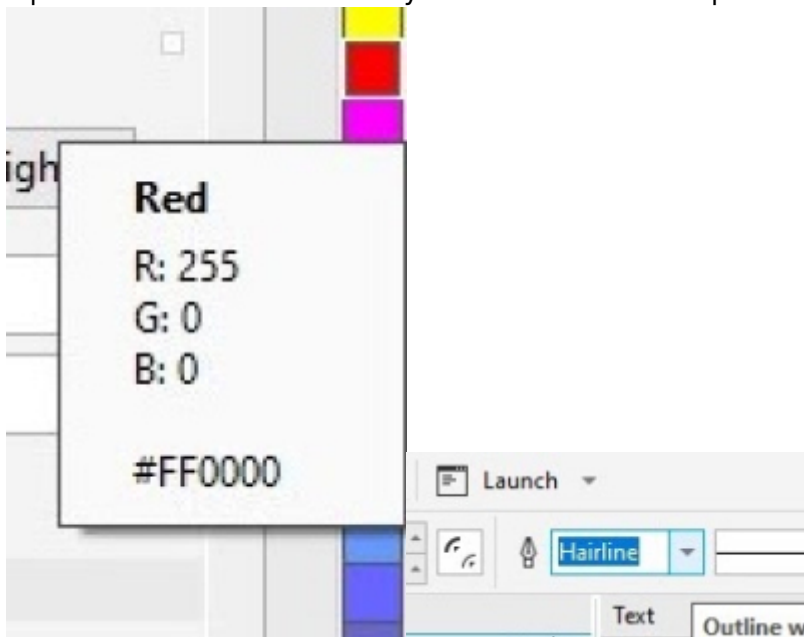 igh
Red
R: 255
G: 0
B: 0
#FF0000
Launch
Hairline
Text
Outline w